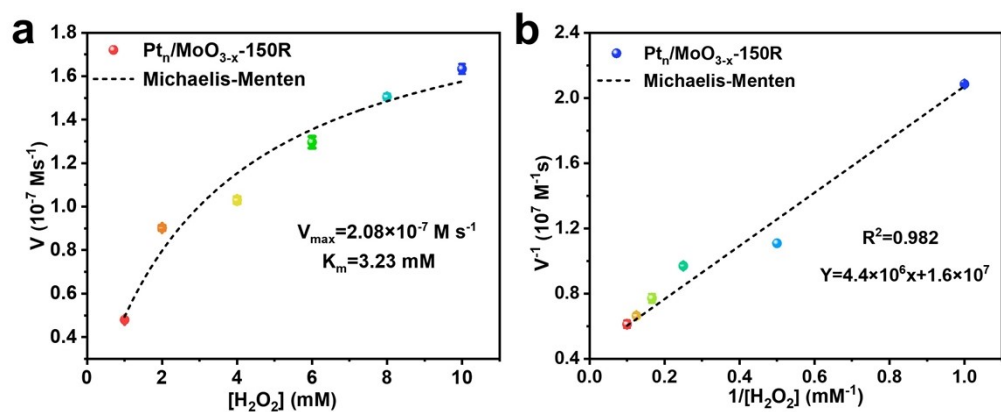 a
1.8
1.6
1.4
1.2
1.0
0.8
0.6
0.4
V (10⁻⁷ Ms⁻¹)
Ptₙ/MoO₃₋ₓ-150R
Michaelis-Menten
Vₘₐₓ=2.08×10⁻⁷ M s⁻¹
Kₘ=3.23 mM
0 2 4 6 8 10
[H₂O₂] (mM)
b
2.4
2.0
1.6
1.2
0.8
0.4
V⁻¹ (10⁷ M⁻¹s)
Ptₙ/MoO₃₋ₓ-150R
Michaelis-Menten
R²=0.982
Y=4.4×10⁶x+1.6×10⁷
0.0 0.2 0.4 0.6 0.8 1.0
1/[H₂O₂] (mM⁻¹)